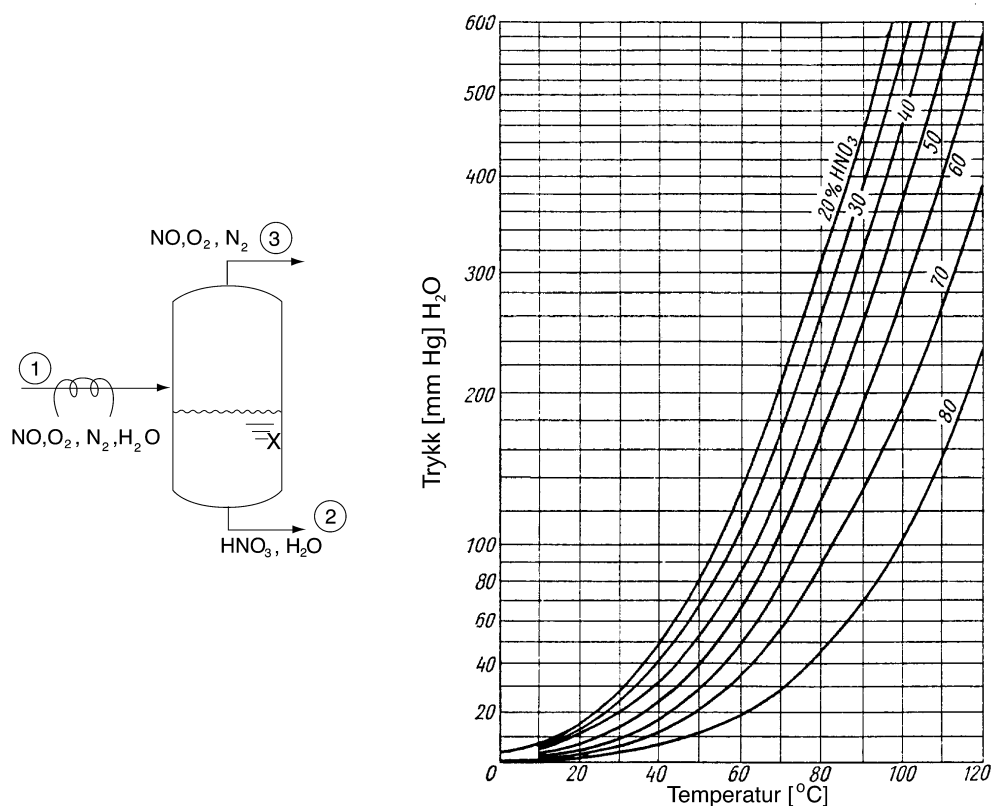 NO,O2 , N2 3
1
NO,O2 , N2,H2O
X
2
HNO3 , H2O
Trykk [mm Hg] H2O
600
500
400
300
200
100
80
60
40
20
0
20% HNO3
30
40
50
60
70
80
0 20 40 60 80 100 120
Temperatur [°C]